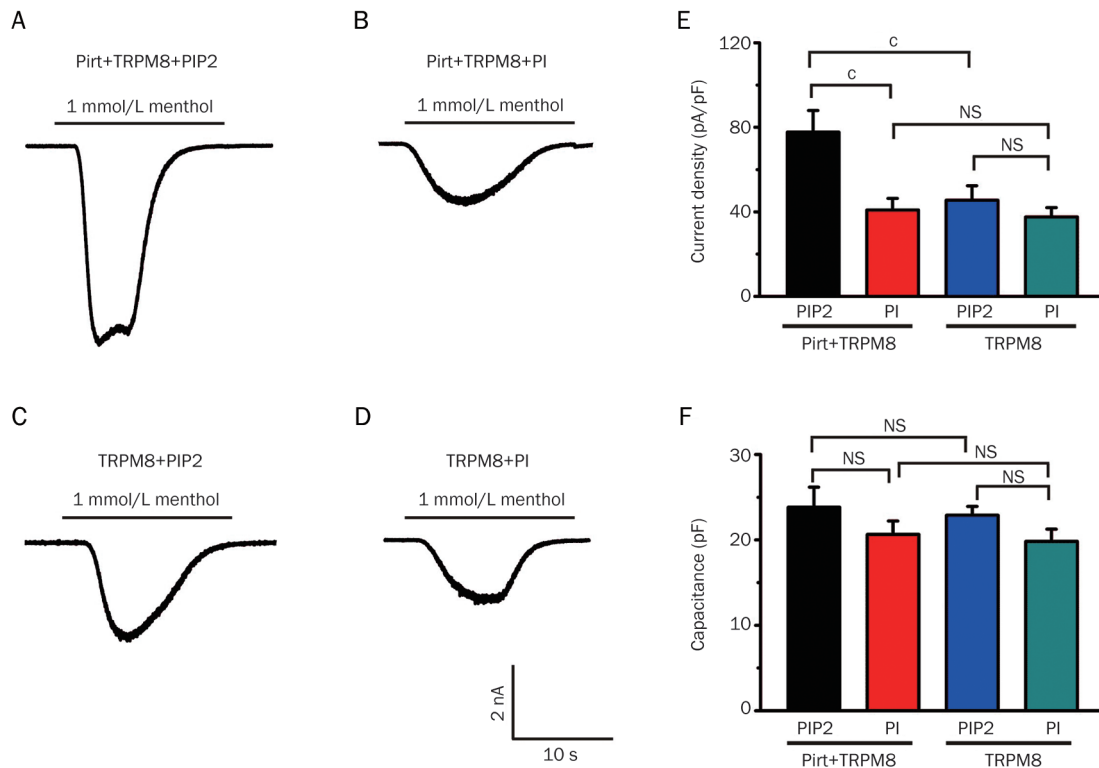 A
Pirt+TRPM8+PIP2
1 mmol/L menthol
B
Pirt+TRPM8+PI
1 mmol/L menthol
C
TRPM8+PIP2
1 mmol/L menthol
D
TRPM8+PI
1 mmol/L menthol
2 nA
10 s
E
Current density (pA/pF)
120
80
40
0
c
c
NS
NS
PIP2 PI PIP2 PI
Pirt+TRPM8 TRPM8
F
Capacitance (pF)
30
20
10
0
NS
NS
NS
NS
PIP2 PI PIP2 PI
Pirt+TRPM8 TRPM8